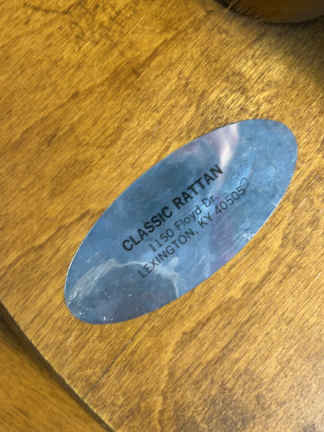 CLASSIC RATTAN
1150 Floyd Dr.
LEXINGTON, KY 40505